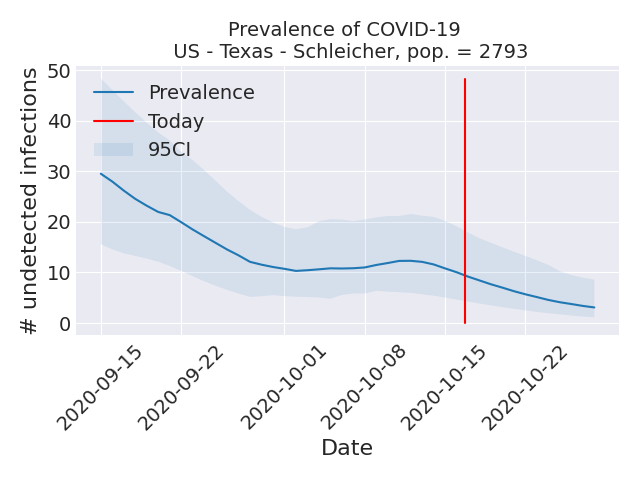 Prevalence of COVID-19
US - Texas - Schleicher, pop. = 2793
# undetected infections
50
40
30
20
10
0
Prevalence
Today
95CI
2020-09-15
2020-09-22
2020-10-01
2020-10-08
2020-10-15
2020-10-22
Date